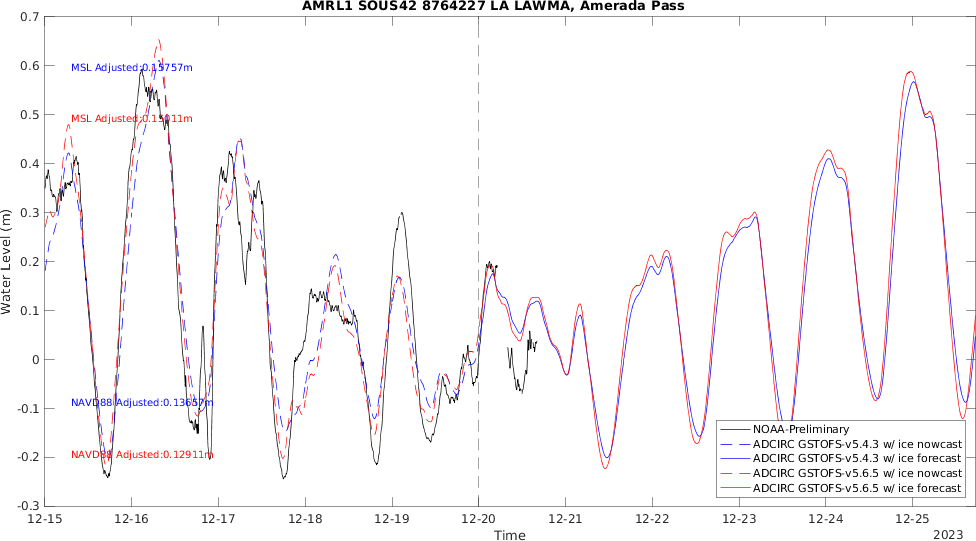 AMRL1 SOUS42 8764227 LA LAWMA, Amerada Pass
Water Level (m)
0.7
0.6
0.5
0.4
0.3
0.2
0.1
0
-0.1
-0.2
-0.3
MSL Adjusted:0.15757m
MSL Adjusted:0.15011m
NAVD88 Adjusted:0.13657m
NAVD88 Adjusted:0.12911m
NOAA-Preliminary
ADCIRC GSTOFS-v5.4.3 w/ ice nowcast
ADCIRC GSTOFS-v5.4.3 w/ ice forecast
ADCIRC GSTOFS-v5.6.5 w/ ice nowcast
ADCIRC GSTOFS-v5.6.5 w/ ice forecast
12-15 12-16 12-17 12-18 12-19 12-20 12-21 12-22 12-23 12-24 12-25
Time
2023